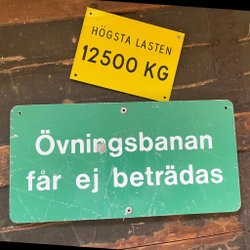 HÖGSTA LASTEN
12500 KG
Övningsbanan
får ej beträdas